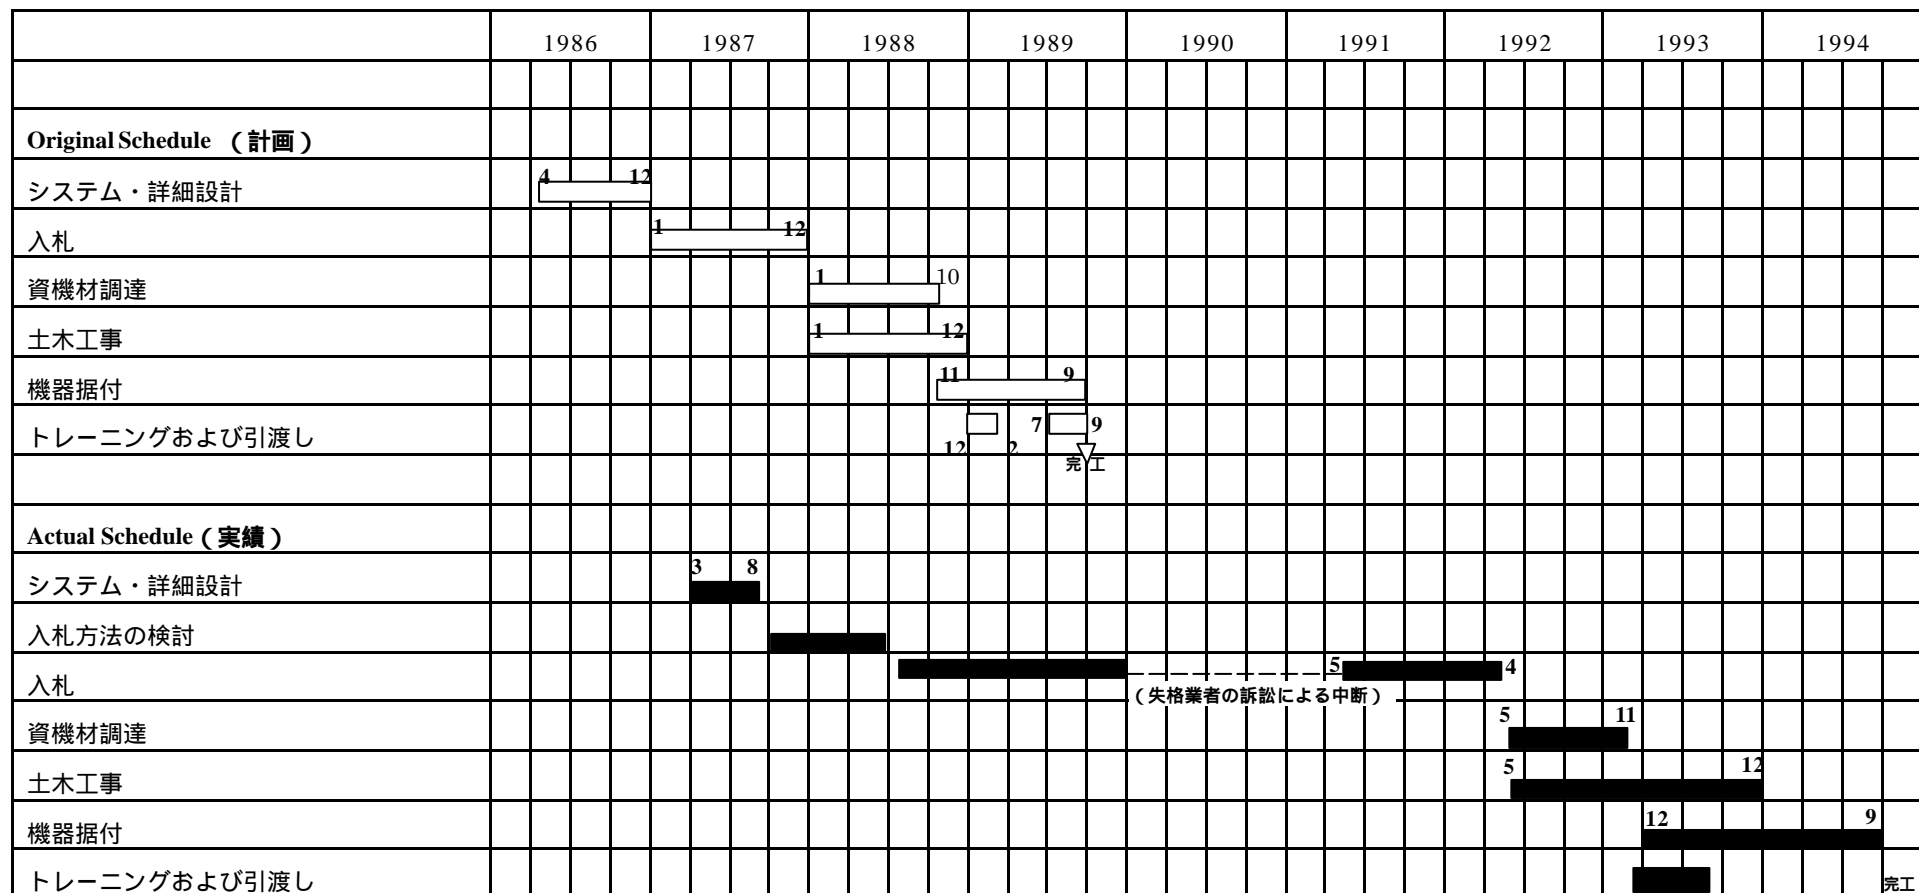 1986 1987 1988 1989 1990 1991 1992 1993 1994
Original Schedule （計画）
システム・詳細設計 4 12
入札 1 12
資機材調達 1 10
土木工事 1 12
機器据付 11 9
トレーニングおよび引渡し 7 9
12 2
完工
Actual Schedule（実績）
システム・詳細設計 3 8
入札方法の検討
入札 5 4
（失格業者の訴訟による中断）
資機材調達 5 11
土木工事 5 12
機器据付 12 9
トレーニングおよび引渡し 完工